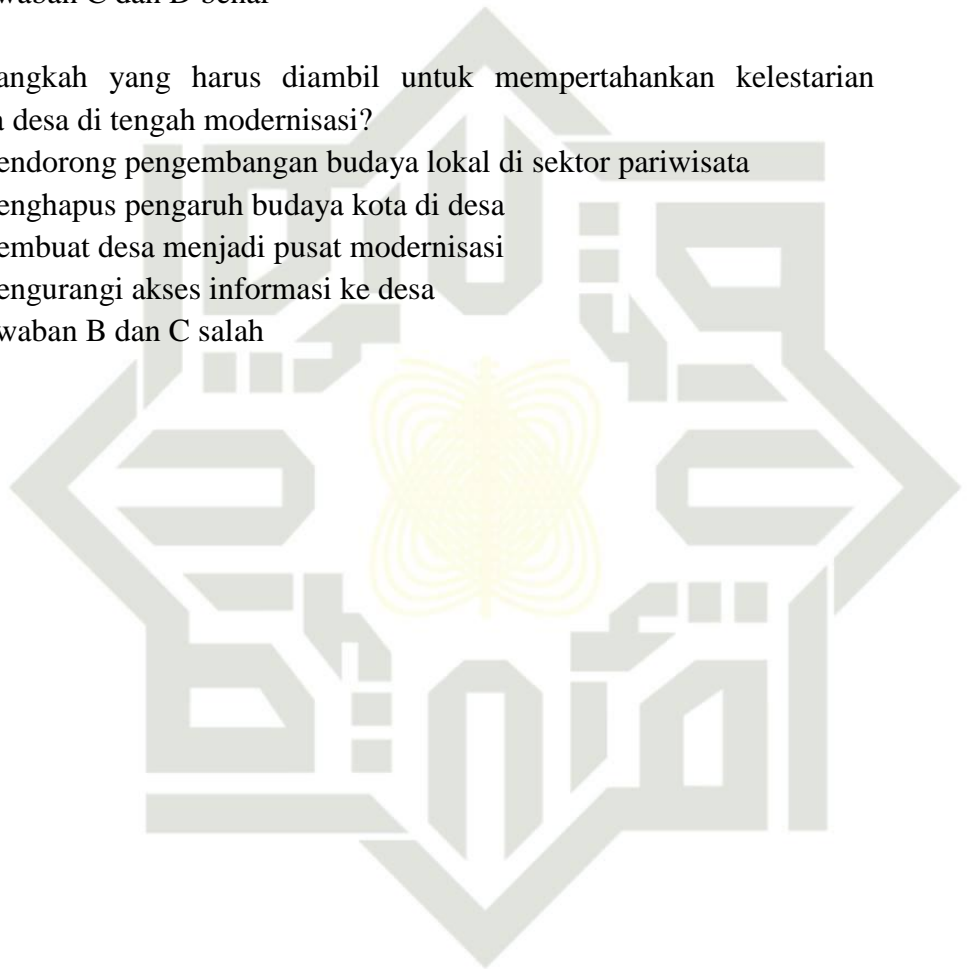 waban C dan D benar
angkah yang harus diambil untuk mempertahankan kelestarian
a desa di tengah modernisasi?
endorong pengembangan budaya lokal di sektor pariwisata
enghapus pengaruh budaya kota di desa
embuat desa menjadi pusat modernisasi
engurangi akses informasi ke desa
waban B dan C salah